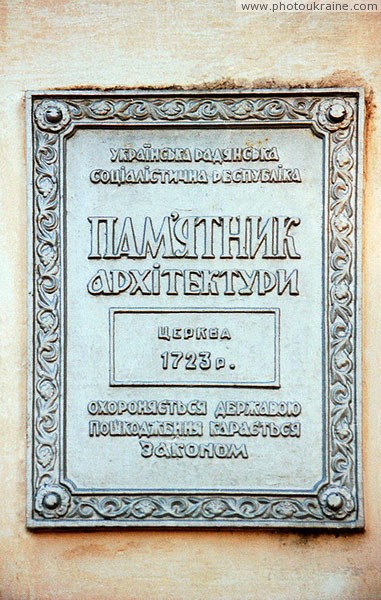 www.photoukraine.com
УКРАЇНСЬКА РАДЯНСЬКА
СОЦІАЛІСТИЧНА РЕСПУБЛІКА
ПАМ'ЯТНИК
АРХІТЕКТУРИ
ЦЕРКВА
1723 р.
ОХОРОНЯЄТЬСЯ ДЕРЖАВОЮ
ПОШКОДЖЕННЯ КАРАЄТЬСЯ
ЗАКОНОМ